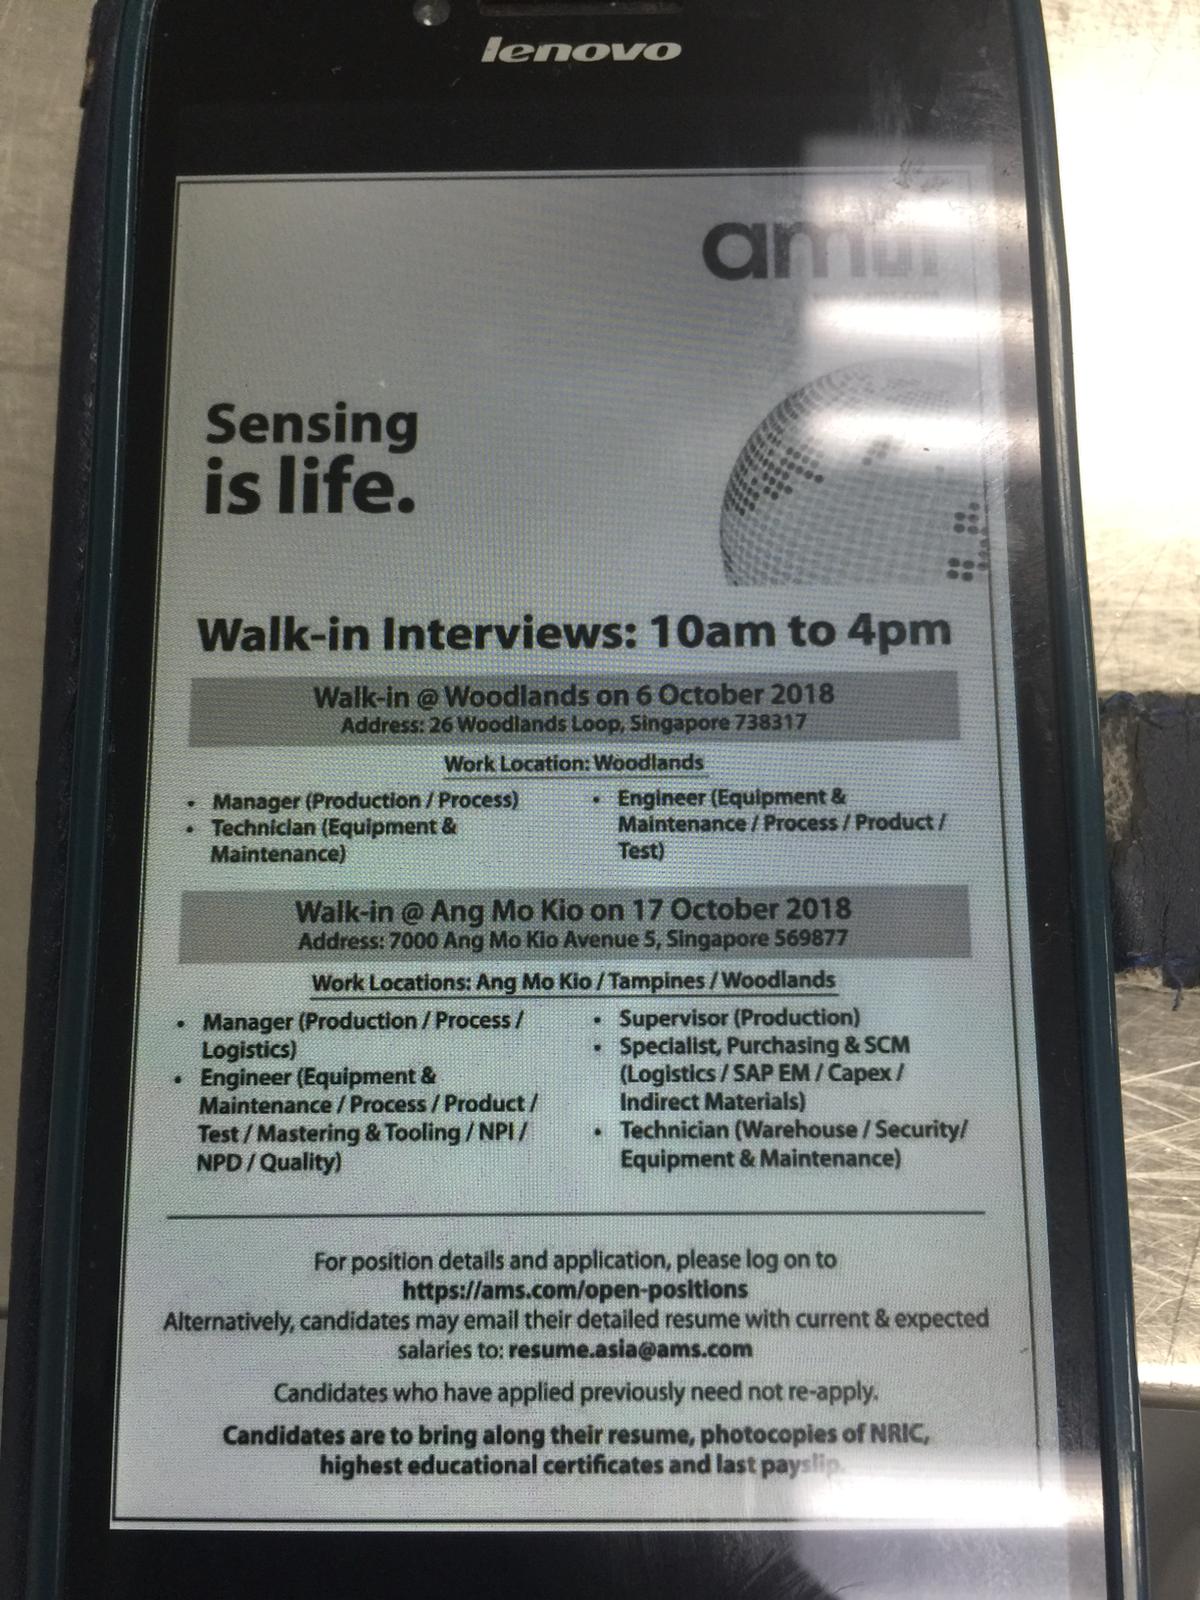 lenovo
Sensing
is life.
Walk-in Interviews: 10am to 4pm
Walk-in @ Woodlands on 6 October 2018
Address: 26 Woodlands Loop, Singapore 738317
Work Location: Woodlands
• Manager (Production / Process)
• Technician (Equipment &
Maintenance)
• Engineer (Equipment &
Maintenance / Process / Product /
Test)
Walk-in @ Ang Mo Kio on 17 October 2018
Address: 7000 Ang Mo Kio Avenue 5, Singapore 569877
Work Locations: Ang Mo Kio / Tampines / Woodlands
• Manager (Production / Process /
Logistics)
• Engineer (Equipment &
Maintenance / Process / Product /
Test / Mastering & Tooling / NPI /
NPD / Quality)
• Supervisor (Production)
• Specialist, Purchasing & SCM
(Logistics / SAP EM / Capex /
Indirect Materials)
• Technician (Warehouse / Security/
Equipment & Maintenance)
For position details and application, please log on to
https://ams.com/open-positions
Alternatively, candidates may email their detailed resume with current & expected
salaries to: resume.asia@ams.com
Candidates who have applied previously need not re-apply.
Candidates are to bring along their resume, photocopies of NRIC,
highest educational certificates and last payslip.